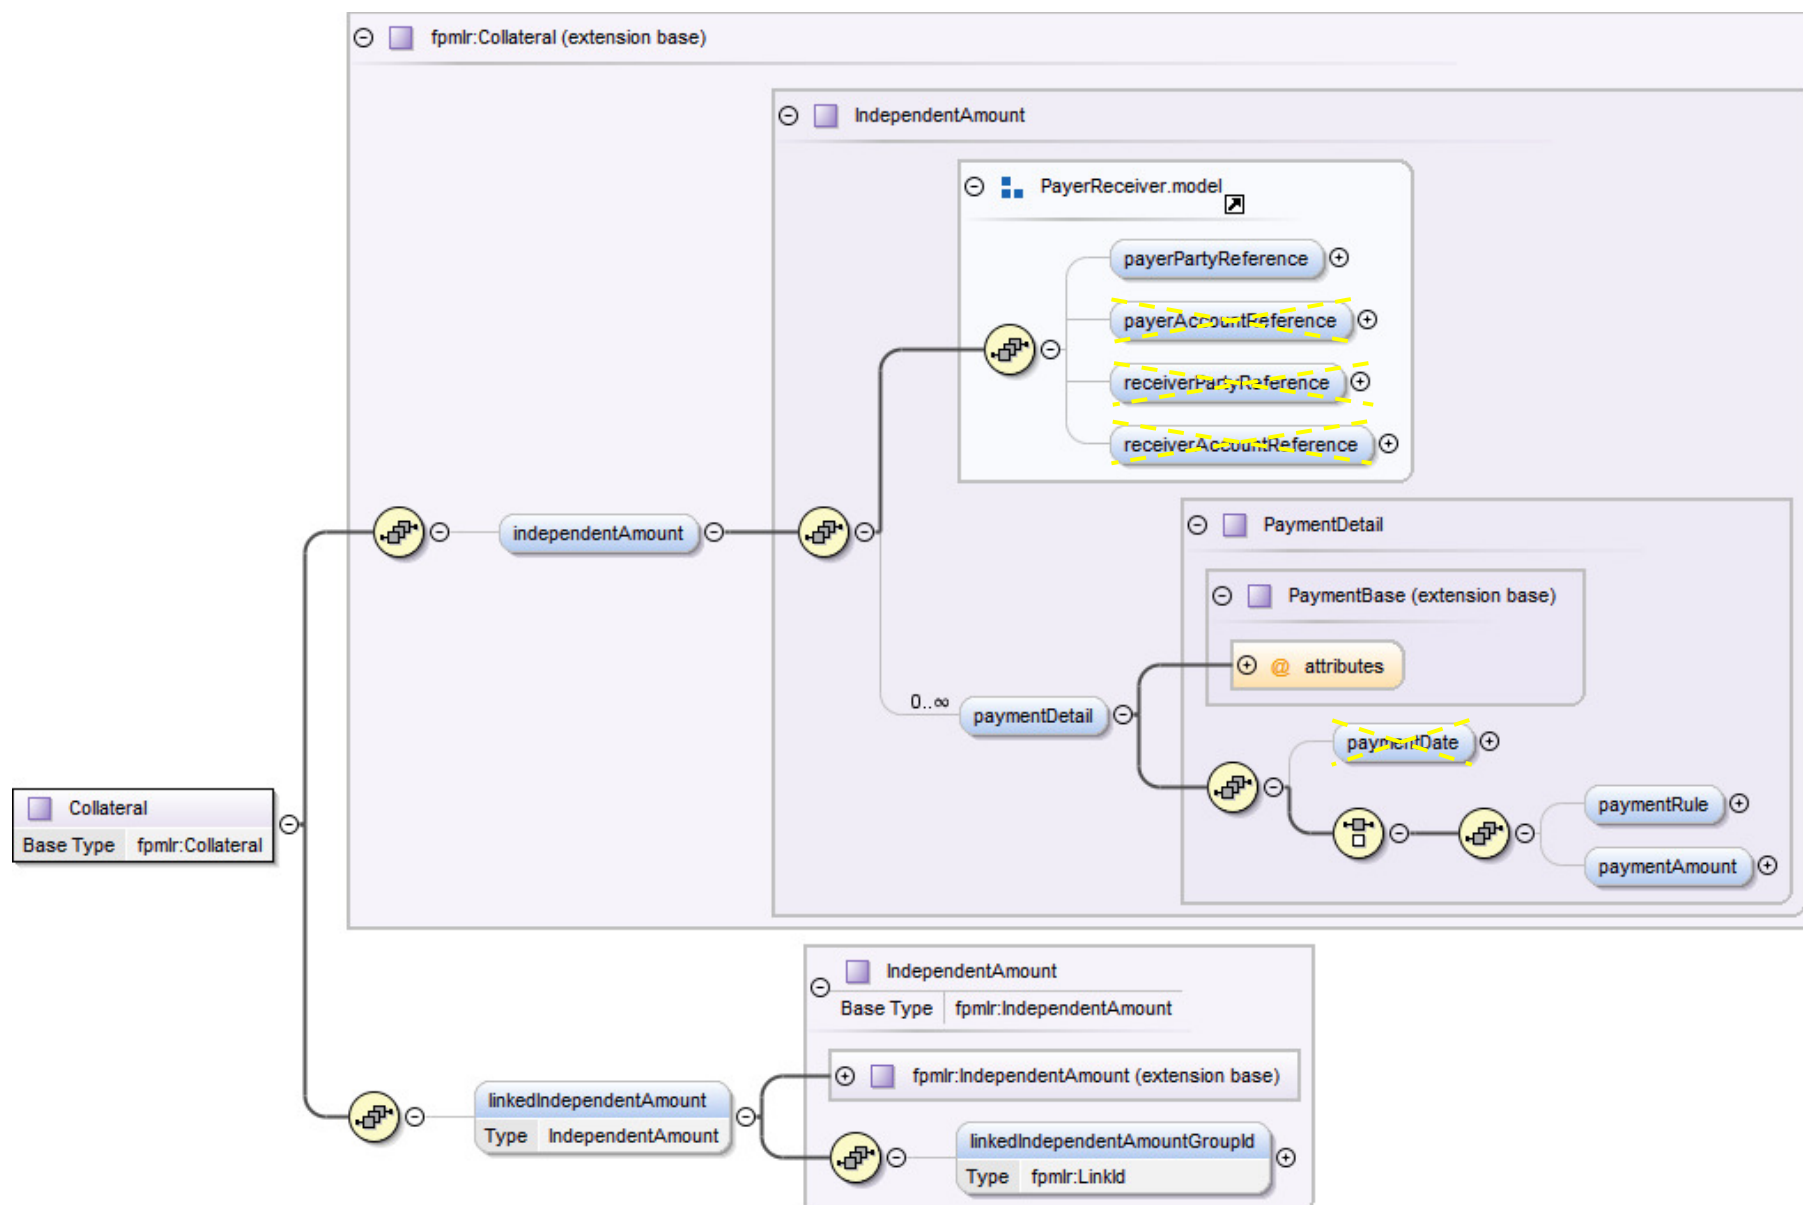 fpmlr:Collateral (extension base)
IndependentAmount
PayerReceiver.model
payerPartyReference
payerAccountReference
receiverPartyReference
receiverAccountReference
independentAmount
PaymentDetail
PaymentBase (extension base)
@ attributes
0..∞
paymentDetail
paymentDate
paymentRule
paymentAmount
Collateral
Base Type fpmlr:Collateral
IndependentAmount
Base Type fpmlr:IndependentAmount
fpmlr:IndependentAmount (extension base)
linkedIndependentAmount
Type IndependentAmount
linkedIndependentAmountGroupId
Type fpmlr:LinkId